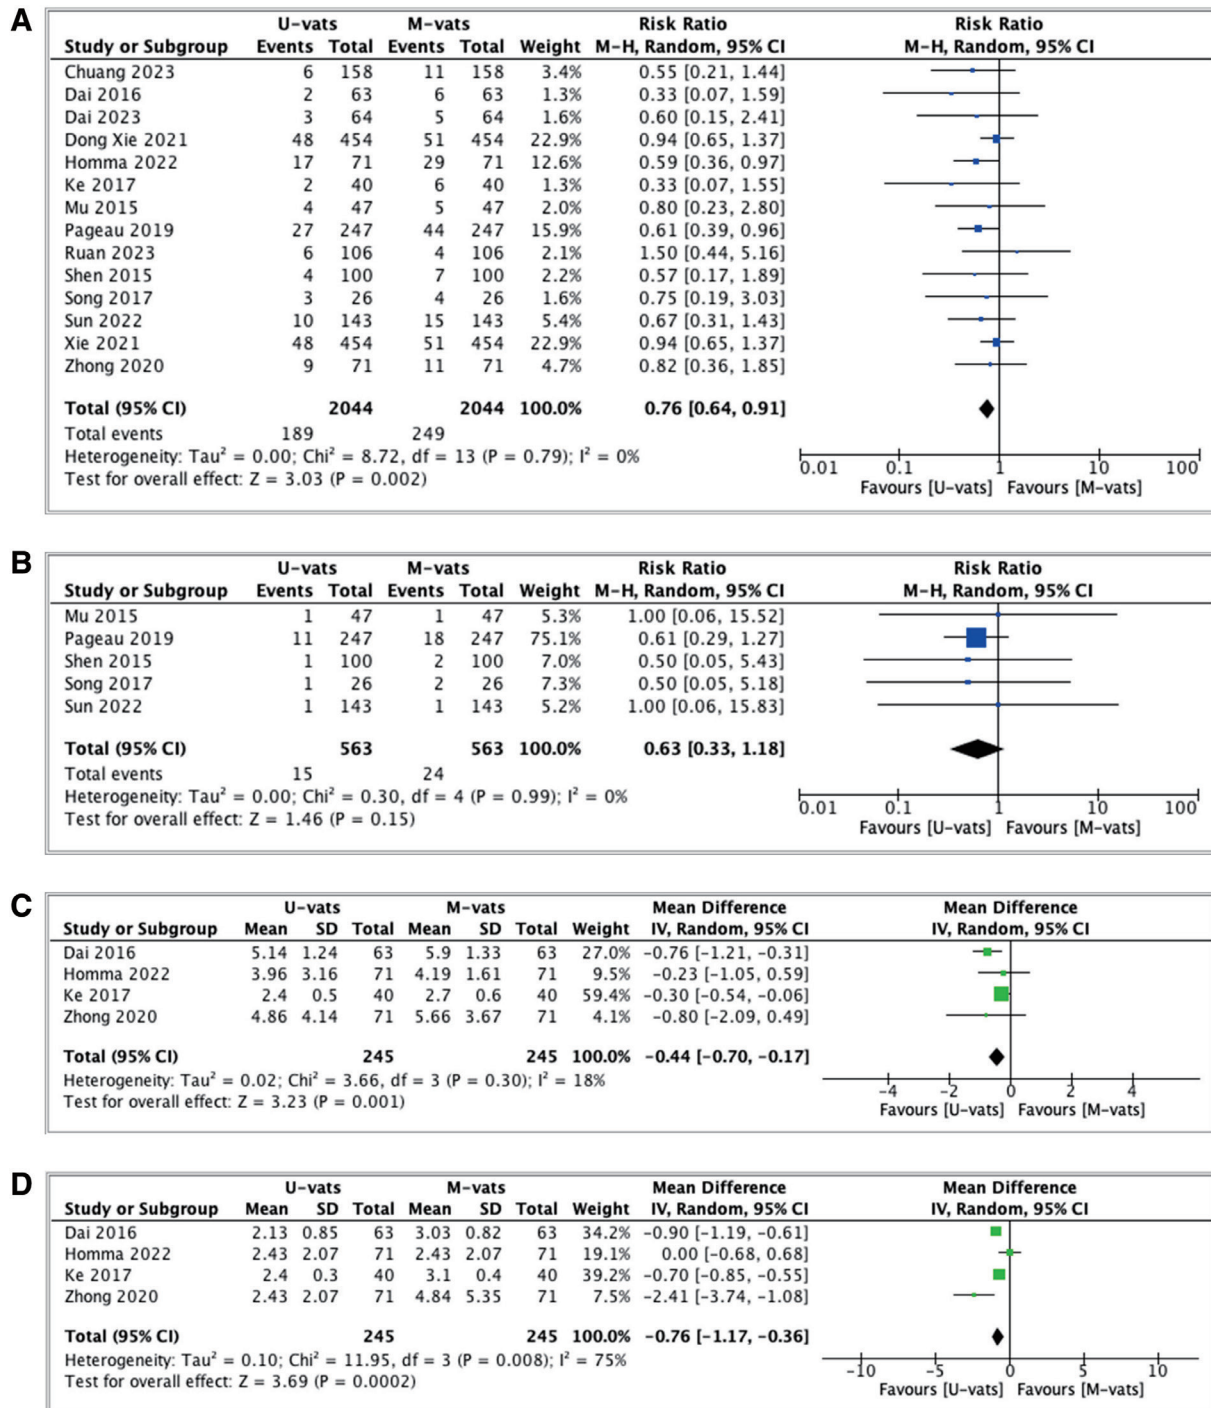 A
U-vats M-vats Risk Ratio Risk Ratio
Study or Subgroup Events Total Events Total Weight M-H, Random, 95% CI M-H, Random, 95% CI
Chuang 2023 6 158 11 158 3.4% 0.55 [0.21, 1.44]
Dai 2016 2 63 6 63 1.3% 0.33 [0.07, 1.59]
Dai 2023 3 64 5 64 1.6% 0.60 [0.15, 2.41]
Dong Xie 2021 48 454 51 454 22.9% 0.94 [0.65, 1.37]
Homma 2022 17 71 29 71 12.6% 0.59 [0.36, 0.97]
Ke 2017 2 40 6 40 1.3% 0.33 [0.07, 1.55]
Mu 2015 4 47 5 47 2.0% 0.80 [0.23, 2.80]
Pageau 2019 27 247 44 247 15.9% 0.61 [0.39, 0.96]
Ruan 2023 6 106 4 106 2.1% 1.50 [0.44, 5.16]
Shen 2015 4 100 7 100 2.2% 0.57 [0.17, 1.89]
Song 2017 3 26 4 26 1.6% 0.75 [0.19, 3.03]
Sun 2022 10 143 15 143 5.4% 0.67 [0.31, 1.43]
Xie 2021 48 454 51 454 22.9% 0.94 [0.65, 1.37]
Zhong 2020 9 71 11 71 4.7% 0.82 [0.36, 1.85]
Total (95% CI) 2044 2044 100.0% 0.76 [0.64, 0.91]
Total events 189 249
Heterogeneity: Tau² = 0.00; Chi² = 8.72, df = 13 (P = 0.79); I² = 0%
Test for overall effect: Z = 3.03 (P = 0.002)
0.01 0.1 1 10 100
Favours [U-vats] Favours [M-vats]
B
U-vats M-vats Risk Ratio Risk Ratio
Study or Subgroup Events Total Events Total Weight M-H, Random, 95% CI M-H, Random, 95% CI
Mu 2015 1 47 1 47 5.3% 1.00 [0.06, 15.52]
Pageau 2019 11 247 18 247 75.1% 0.61 [0.29, 1.27]
Shen 2015 1 100 2 100 7.0% 0.50 [0.05, 5.43]
Song 2017 1 26 2 26 7.3% 0.50 [0.05, 5.18]
Sun 2022 1 143 1 143 5.2% 1.00 [0.06, 15.83]
Total (95% CI) 563 563 100.0% 0.63 [0.33, 1.18]
Total events 15 24
Heterogeneity: Tau² = 0.00; Chi² = 0.30, df = 4 (P = 0.99); I² = 0%
Test for overall effect: Z = 1.46 (P = 0.15)
0.01 0.1 1 10 100
Favours [U-vats] Favours [M-vats]
C
U-vats M-vats Mean Difference Mean Difference
Study or Subgroup Mean SD Total Mean SD Total Weight IV, Random, 95% CI IV, Random, 95% CI
Dai 2016 5.14 1.24 63 5.9 1.33 63 27.0% -0.76 [-1.21, -0.31]
Homma 2022 3.96 3.16 71 4.19 1.61 71 9.5% -0.23 [-1.05, 0.59]
Ke 2017 2.4 0.5 40 2.7 0.6 40 59.4% -0.30 [-0.54, -0.06]
Zhong 2020 4.86 4.14 71 5.66 3.67 71 4.1% -0.80 [-2.09, 0.49]
Total (95% CI) 245 245 100.0% -0.44 [-0.70, -0.17]
Heterogeneity: Tau² = 0.02; Chi² = 3.66, df = 3 (P = 0.30); I² = 18%
Test for overall effect: Z = 3.23 (P = 0.001)
-4 -2 0 2 4
Favours [U-vats] Favours [M-vats]
D
U-vats M-vats Mean Difference Mean Difference
Study or Subgroup Mean SD Total Mean SD Total Weight IV, Random, 95% CI IV, Random, 95% CI
Dai 2016 2.13 0.85 63 3.03 0.82 63 34.2% -0.90 [-1.19, -0.61]
Homma 2022 2.43 2.07 71 2.43 2.07 71 19.1% 0.00 [-0.68, 0.68]
Ke 2017 2.4 0.3 40 3.1 0.4 40 39.2% -0.70 [-0.85, -0.55]
Zhong 2020 2.43 2.07 71 4.84 5.35 71 7.5% -2.41 [-3.74, -1.08]
Total (95% CI) 245 245 100.0% -0.76 [-1.17, -0.36]
Heterogeneity: Tau² = 0.10; Chi² = 11.95, df = 3 (P = 0.008); I² = 75%
Test for overall effect: Z = 3.69 (P = 0.0002)
-10 -5 0 5 10
Favours [U-vats] Favours [M-vats]